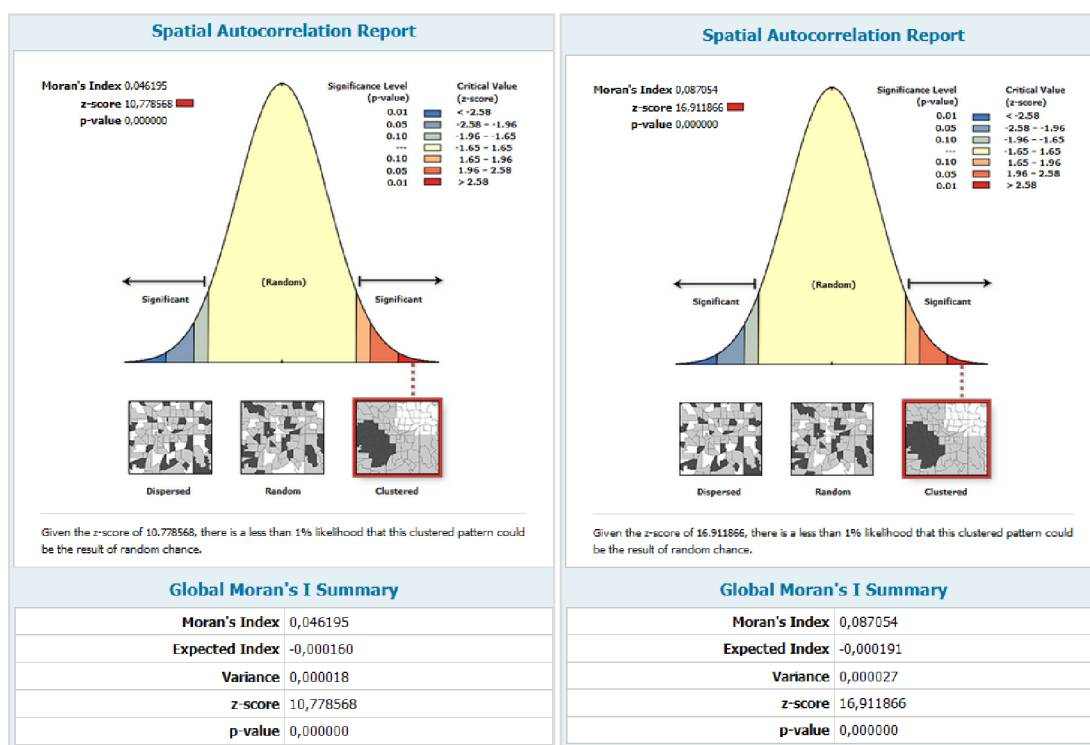 Spatial Autocorrelation Report
Moran's Index 0,046195
z-score 10,778568
p-value 0,000000
Significance Level
(p-value)
Critical Value
(z-score)
0.01 < -2.58
0.05 -2.58 - -1.96
0.10 -1.96 - -1.65
--- -1.65 - 1.65
0.10 1.65 - 1.96
0.05 1.96 - 2.58
0.01 > 2.58
(Random)
Significant
Significant
Dispersed
Random
Clustered
Given the z-score of 10.778568, there is a less than 1% likelihood that this clustered pattern could
be the result of random chance.
Global Moran's I Summary
Moran's Index 0,046195
Expected Index -0,000160
Variance 0,000018
z-score 10,778568
p-value 0,000000
Spatial Autocorrelation Report
Moran's Index 0,087054
z-score 16,911866
p-value 0,000000
Significance Level
(p-value)
Critical Value
(z-score)
0.01 < -2.58
0.05 -2.58 - -1.96
0.10 -1.96 - -1.65
--- -1.65 - 1.65
0.10 1.65 - 1.96
0.05 1.96 - 2.58
0.01 > 2.58
(Random)
Significant
Significant
Dispersed
Random
Clustered
Given the z-score of 16.911866, there is a less than 1% likelihood that this clustered pattern could
be the result of random chance.
Global Moran's I Summary
Moran's Index 0,087054
Expected Index -0,000191
Variance 0,000027
z-score 16,911866
p-value 0,000000